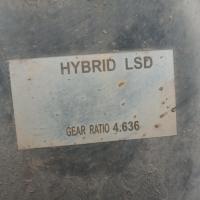 HYBRID LSD
GEAR RATIO 4.636